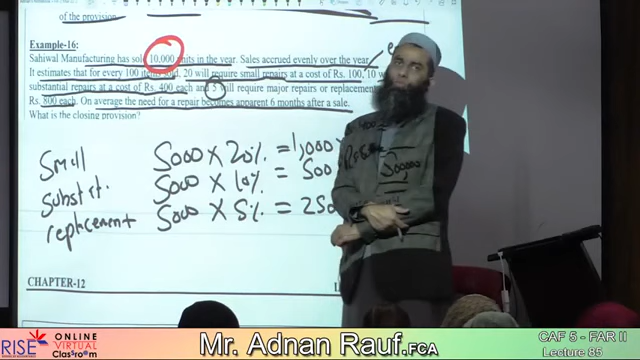 of the provision
Example-16:
Sahiwal Manufacturing has sol 10,000 units in the year. Sales accrued evenly over the year.
It estimates that for every 100 items sold, 20 will require small repairs at a cost of Rs. 100, 10 w
substantial repairs at a cost of Rs. 400 each and 5 will require major repairs or replacement
Rs. 800 each. On average the need for a repair becomes apparent 6 months after a sale.
What is the closing provision?
Small 5000 × 20% = 1,000
Subst. 5000 × 10% = 500
replacement 5000 × 5% = 250
500000
CHAPTER-12
RISE ONLINE VIRTUAL Classroom
Mr. Adnan Rauf.FCA
CAF 5 - FAR II
Lecture 85